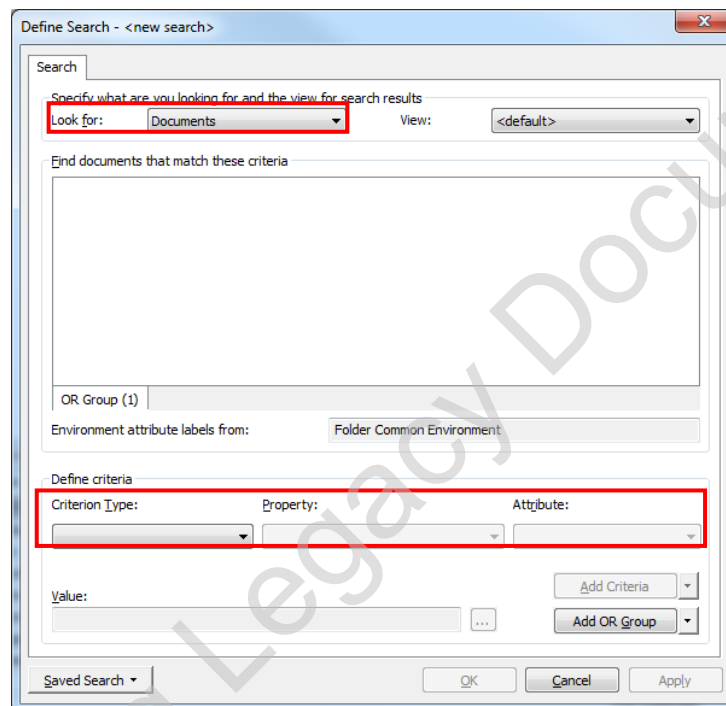 Define Search - <new search>
Search
Specify what are you looking for and the view for search results
Look for: Documents View: <default>
Find documents that match these criteria
OR Group (1)
Environment attribute labels from: Folder Common Environment
Define criteria
Criterion Type: Property: Attribute:
Add Criteria
Value: ...
Add OR Group
Saved Search OK Cancel Apply
Legacy Docu